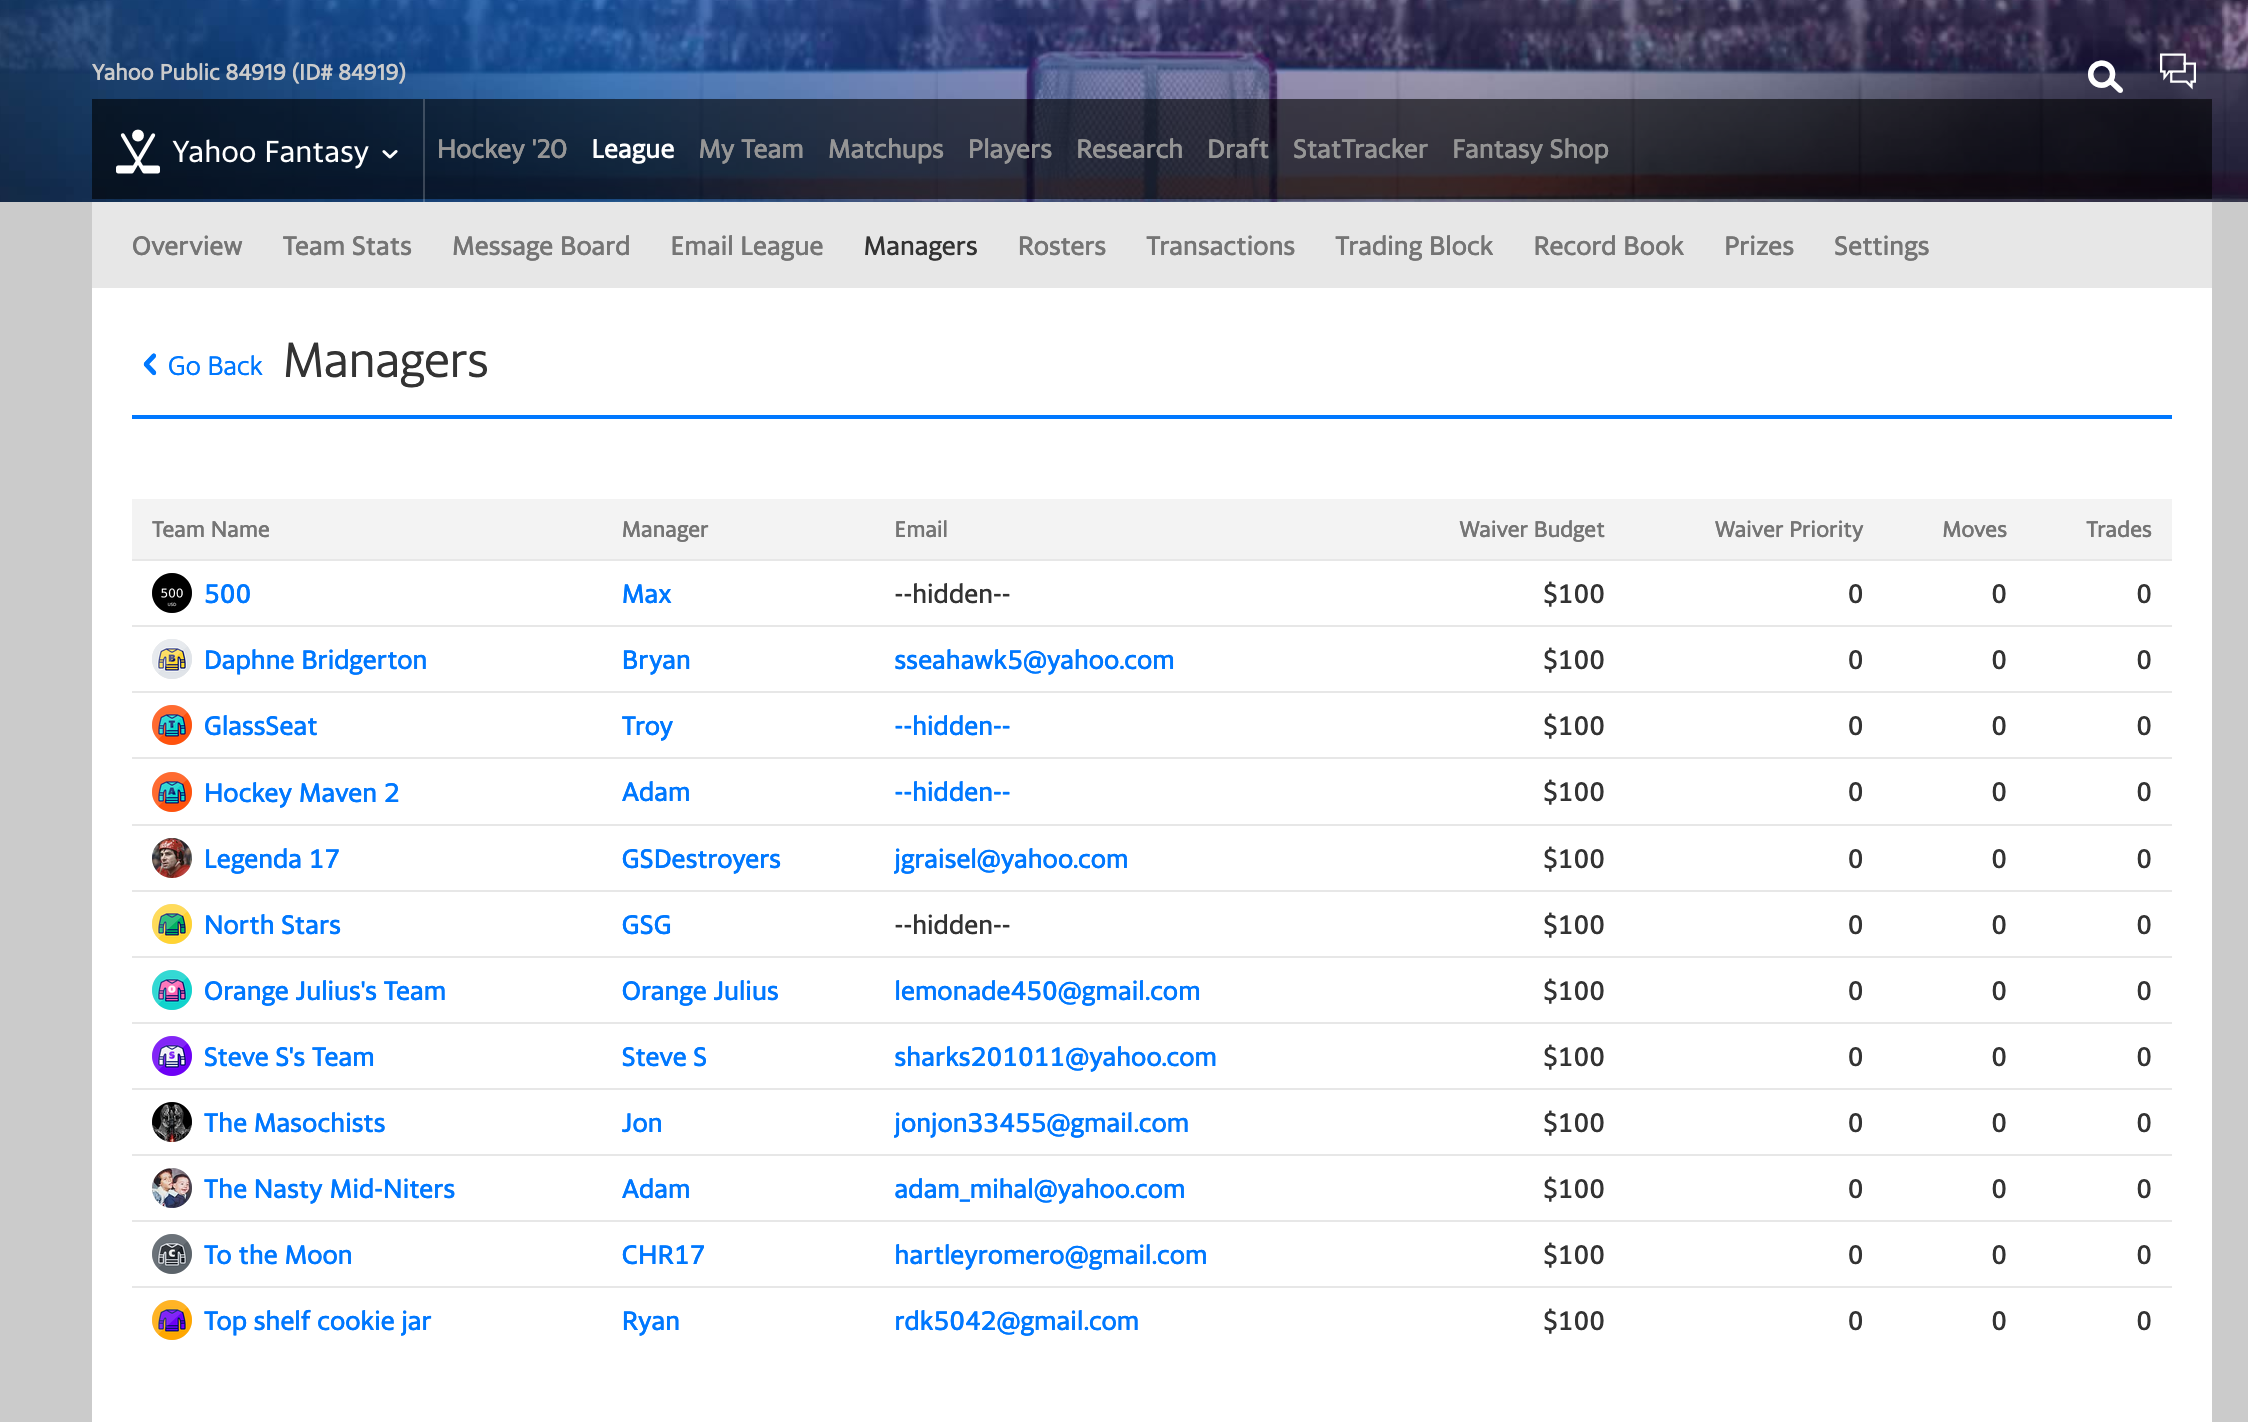 Yahoo Public 84919 (ID# 84919)
Yahoo Fantasy Hockey '20 League My Team Matchups Players Research Draft StatTracker Fantasy Shop
Overview Team Stats Message Board Email League Managers Rosters Transactions Trading Block Record Book Prizes Settings
Go Back Managers
Team Name Manager Email Waiver Budget Waiver Priority Moves Trades
500 USD 500 Max --hidden-- $100 0 0 0
B Daphne Bridgerton Bryan sseahawk5@yahoo.com $100 0 0 0
T GlassSeat Troy --hidden-- $100 0 0 0
A Hockey Maven 2 Adam --hidden-- $100 0 0 0
Legenda 17 GSDestroyers jgraisel@yahoo.com $100 0 0 0
North Stars GSG --hidden-- $100 0 0 0
O Orange Julius's Team Orange Julius lemonade450@gmail.com $100 0 0 0
S Steve S's Team Steve S sharks201011@yahoo.com $100 0 0 0
The Masochists Jon jonjon33455@gmail.com $100 0 0 0
The Nasty Mid-Niters Adam adam_mihal@yahoo.com $100 0 0 0
C To the Moon CHR17 hartleyromero@gmail.com $100 0 0 0
Top shelf cookie jar Ryan rdk5042@gmail.com $100 0 0 0